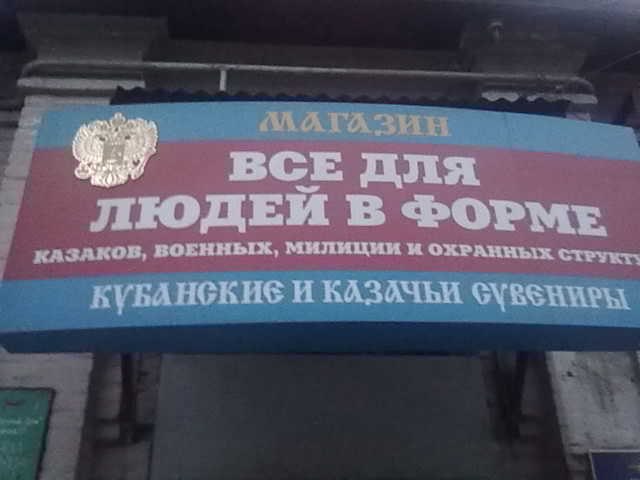 МАГАЗИН
ВСЕ ДЛЯ
ЛЮДЕЙ В ФОРМЕ
КАЗАКОВ, ВОЕННЫХ, МИЛИЦИИ И ОХРАННЫХ СТРУКТУ
КУБАНСКИЕ И КАЗАЧЬИ СУВЕНИРЫ